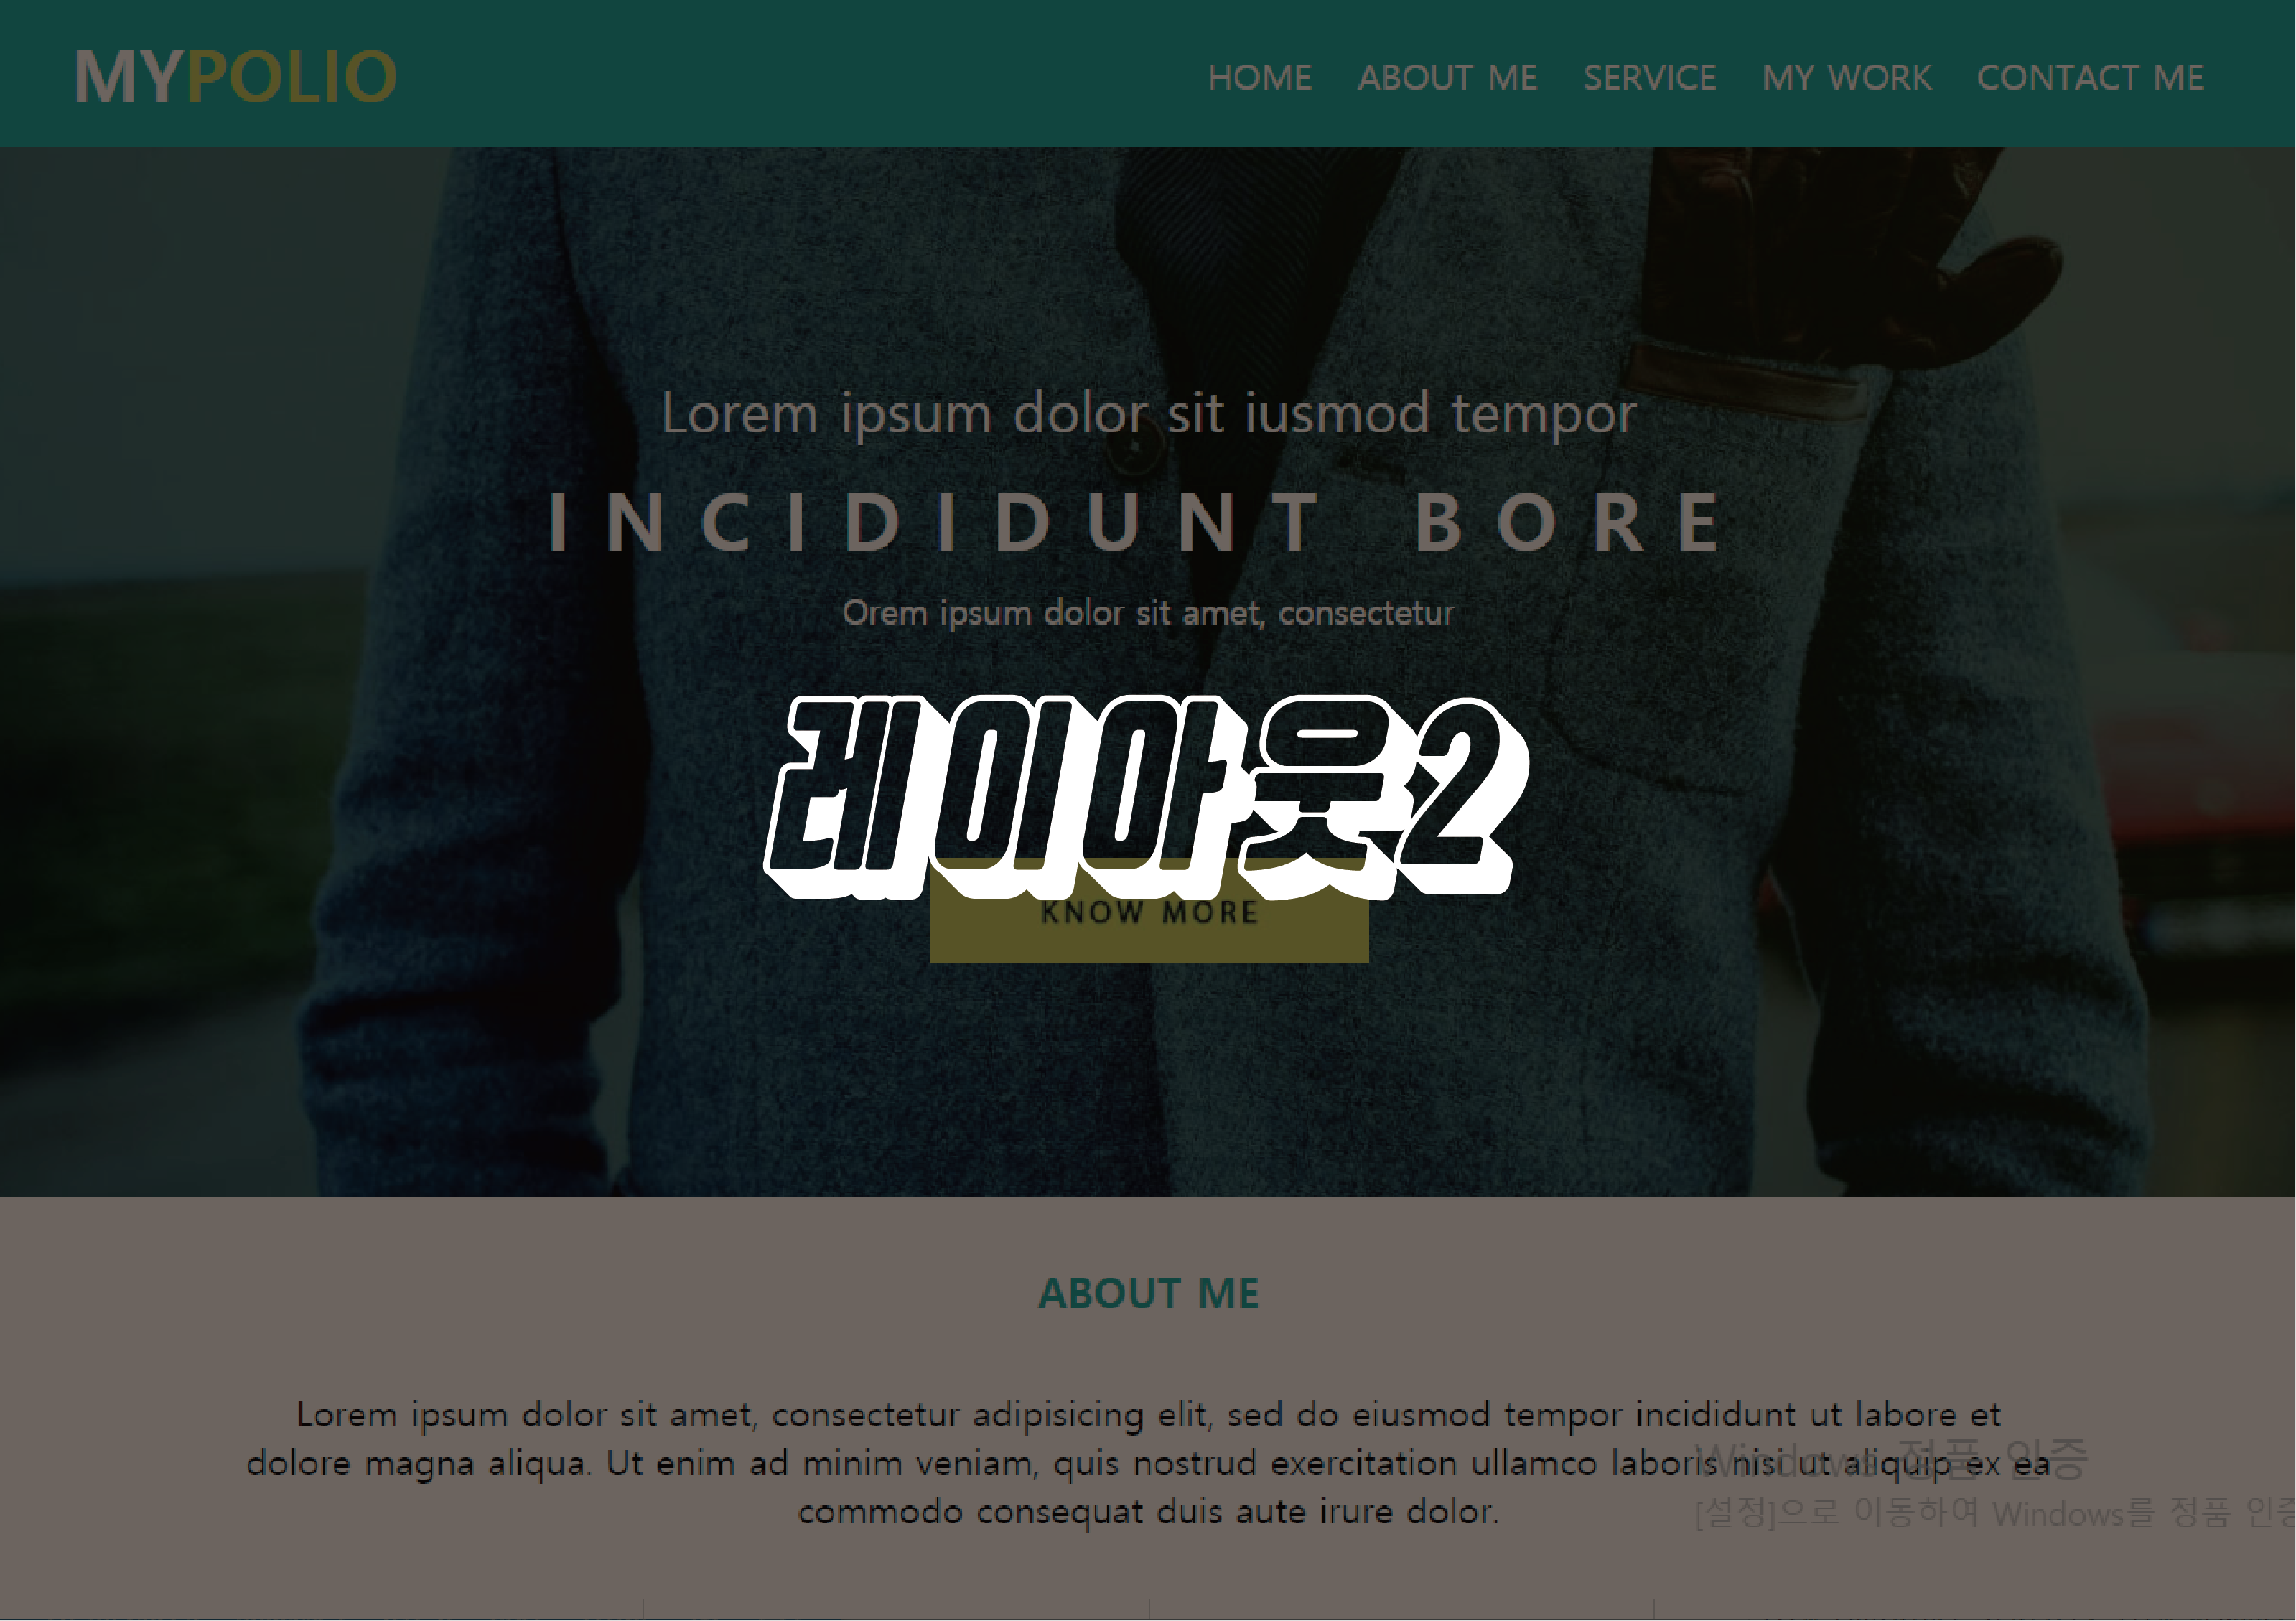 MYPOLIO
HOME ABOUT ME SERVICE MY WORK CONTACT ME
Lorem ipsum dolor sit iusmod tempor
INCIDIDUNT BORE
Orem ipsum dolor sit amet, consectetur
레이아웃2
KNOW MORE
ABOUT ME
Lorem ipsum dolor sit amet, consectetur adipisicing elit, sed do eiusmod tempor incididunt ut labore et
dolore magna aliqua. Ut enim ad minim veniam, quis nostrud exercitation ullamco laboris nisi ut aliquip ex ea
commodo consequat duis aute irure dolor.
Windows 정품 인증
[설정]으로 이동하여 Windows를 정품 인증